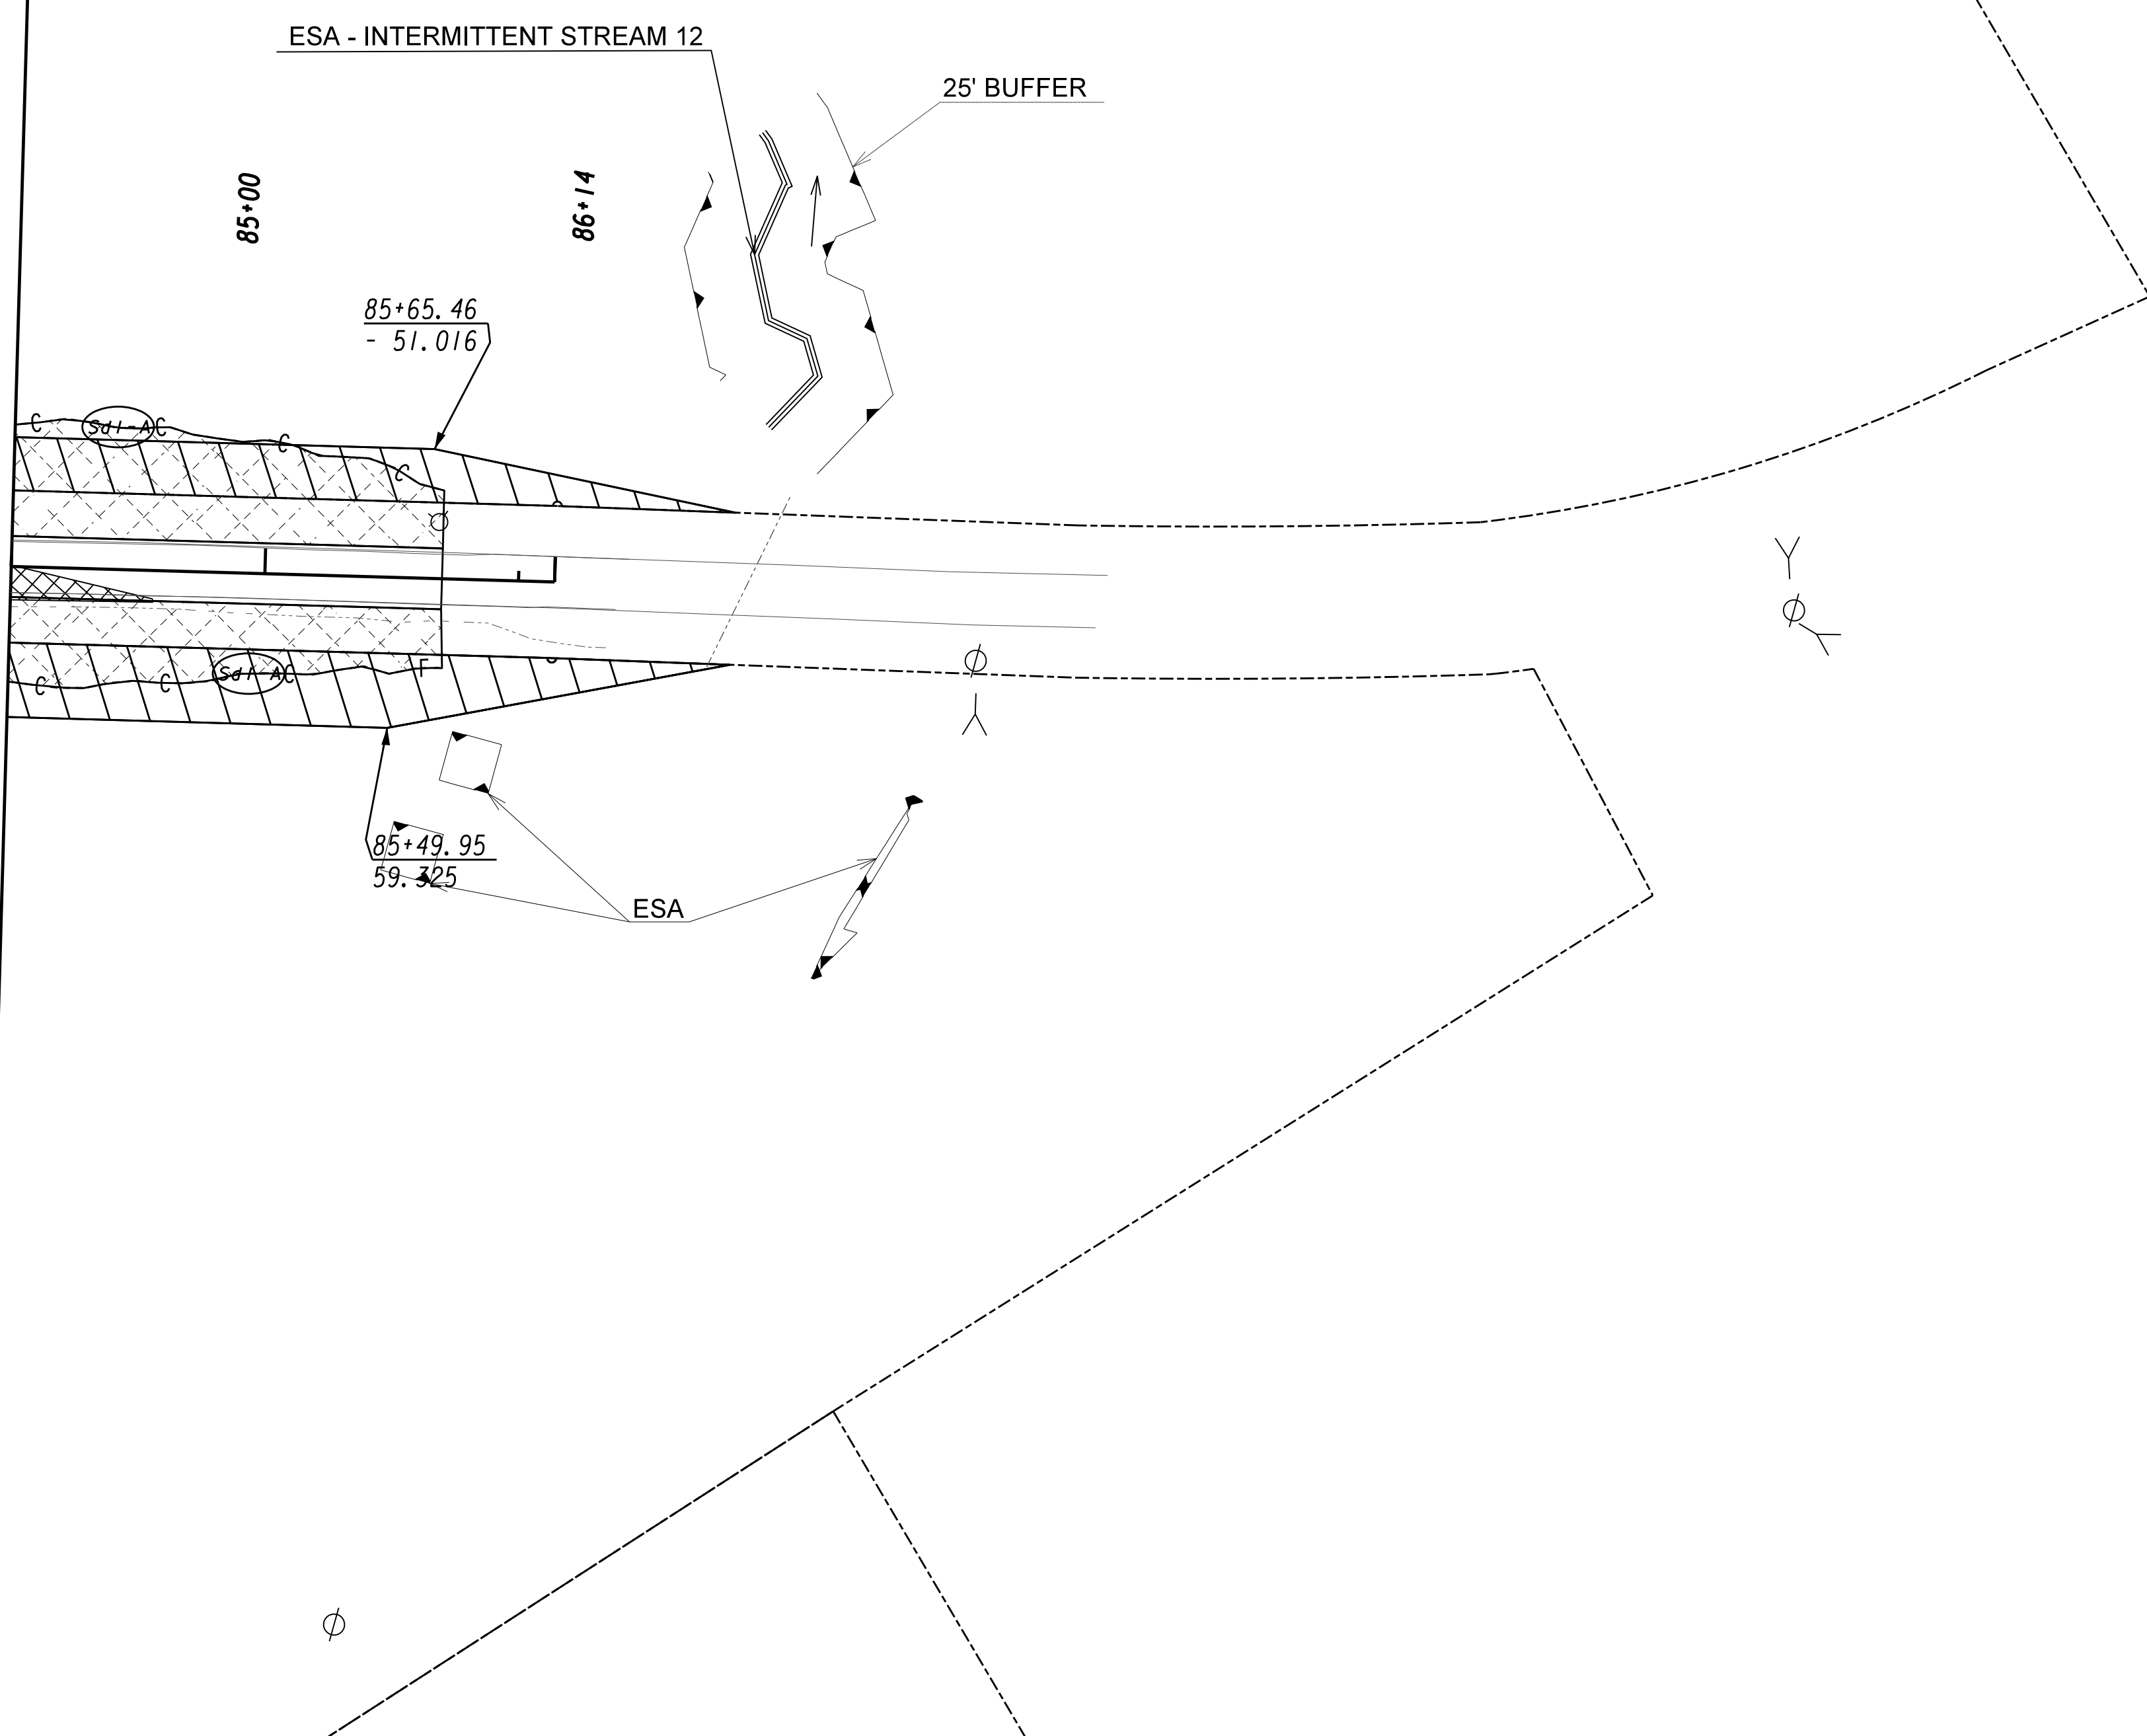 ESA - INTERMITTENT STREAM 12
25' BUFFER
85+00
86+14
85+65.46
- 51.016
C
Sd1-A
C
C
C
C
C
Sd1-A
C
F
85+49.95
59.325
ESA